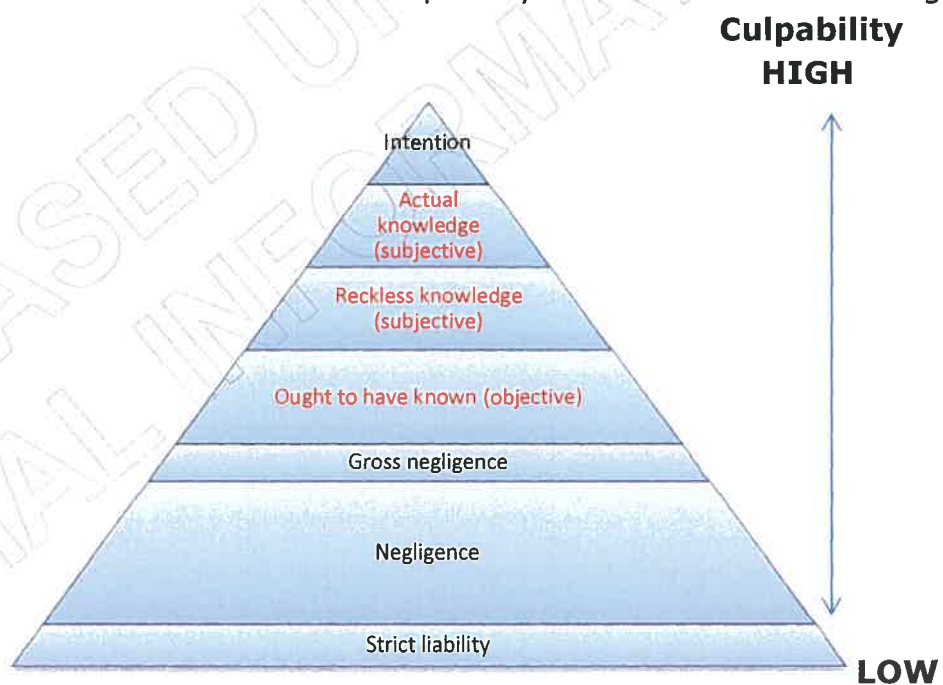 Culpability
HIGH
Intention
Actual
knowledge
(subjective)
Reckless knowledge
(subjective)
Ought to have known (objective)
Gross negligence
Negligence
Strict liability
LOW